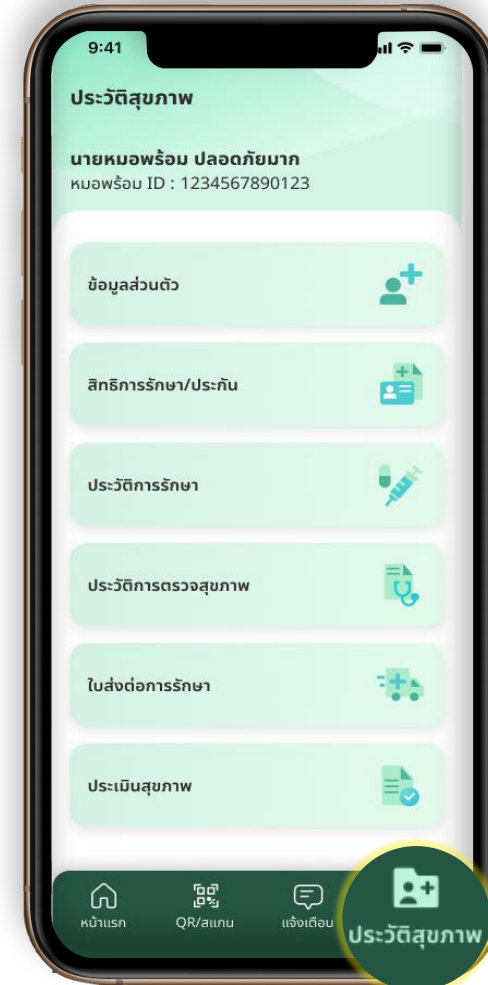 9:41
ประวัติสุขภาพ
นายหมอพร้อม ปลอดภัยมาก
หมอพร้อม ID : 1234567890123
ข้อมูลส่วนตัว
สิทธิการรักษา/ประกัน
ประวัติการรักษา
ประวัติการตรวจสุขภาพ
ใบส่งต่อการรักษา
ประเมินสุขภาพ
หน้าแรก QR/สแกน แจ้งเตือน ประวัติสุขภาพ